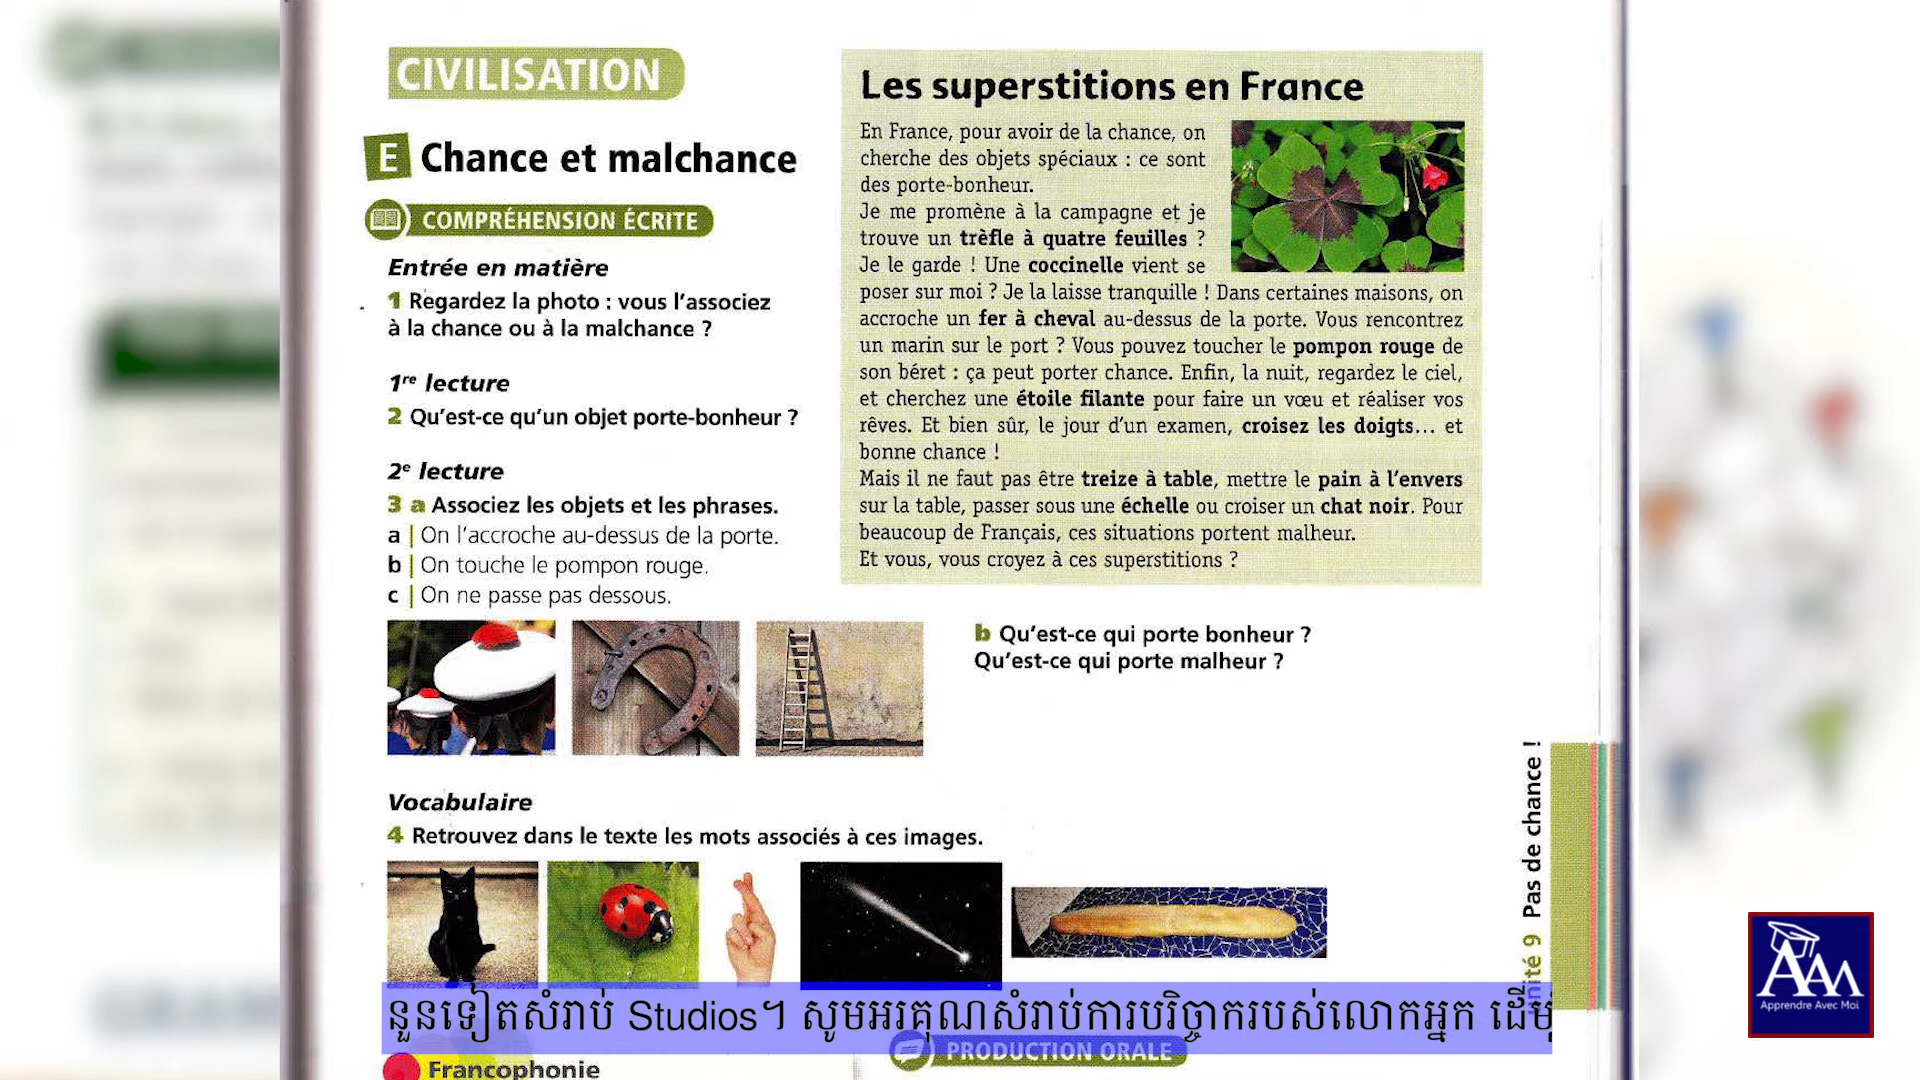 CIVILISATION
E Chance et malchance
COMPRÉHENSION ÉCRITE
Entrée en matière
1 Regardez la photo : vous l'associez
à la chance ou à la malchance ?
1re lecture
2 Qu'est-ce qu'un objet porte-bonheur ?
2e lecture
3 a Associez les objets et les phrases.
a | On l'accroche au-dessus de la porte.
b | On touche le pompon rouge.
c | On ne passe pas dessous.
Les superstitions en France
En France, pour avoir de la chance, on
cherche des objets spéciaux : ce sont
des porte-bonheur.
Je me promène à la campagne et je
trouve un trèfle à quatre feuilles ?
Je le garde ! Une coccinelle vient se
poser sur moi ? Je la laisse tranquille ! Dans certaines maisons, on
accroche un fer à cheval au-dessus de la porte. Vous rencontrez
un marin sur le port ? Vous pouvez toucher le pompon rouge de
son béret : ça peut porter chance. Enfin, la nuit, regardez le ciel,
et cherchez une étoile filante pour faire un vœu et réaliser vos
rêves. Et bien sûr, le jour d'un examen, croisez les doigts... et
bonne chance !
Mais il ne faut pas être treize à table, mettre le pain à l'envers
sur la table, passer sous une échelle ou croiser un chat noir. Pour
beaucoup de Français, ces situations portent malheur.
Et vous, vous croyez à ces superstitions ?
b Qu'est-ce qui porte bonheur ?
Qu'est-ce qui porte malheur ?
Vocabulaire
4 Retrouvez dans le texte les mots associés à ces images.
Unité 9 Pas de chance !
AAM
Apprendre Avec Moi
នួនទៀតសំរាប់ Studios។ សូមអរគុណសំរាប់ការបរិច្ចាករបស់លោកអ្នក
PRODUCTION ORALE
Francophonie